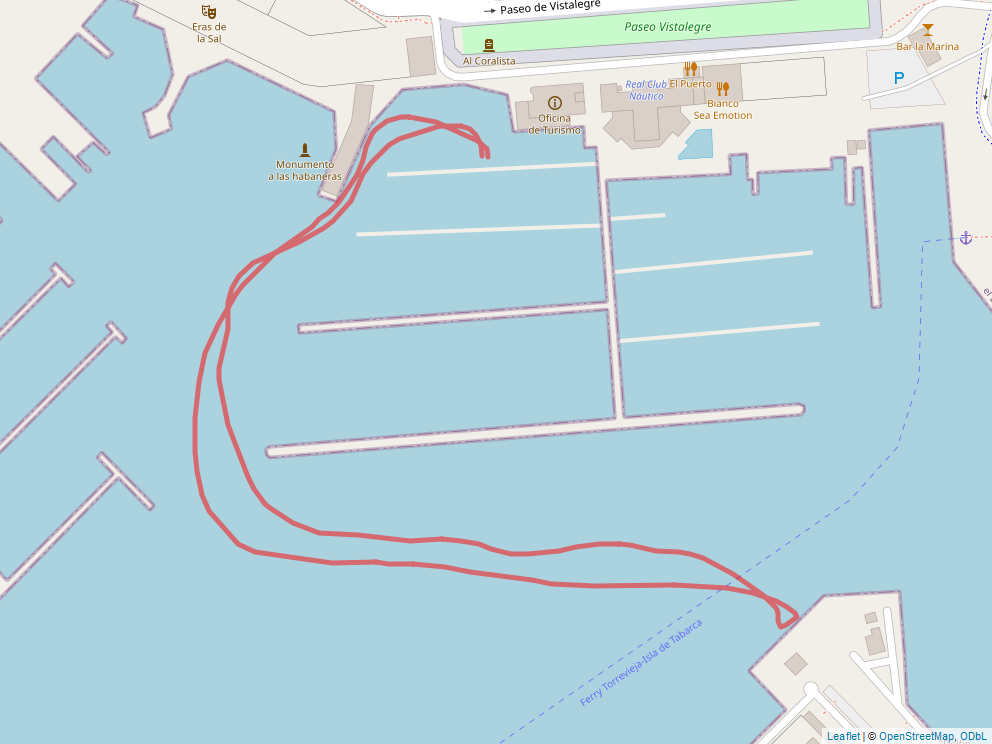 Paseo de Vistalegre
Eras de
la Sal
Paseo Vistalegre
Al Coralista
Bar la Marina
P
Real Club
Náutico
El Puerto
Bianco
Sea Emotion
Oficina
de Turismo
Monumento
a las habaneras
Ferry Torrevieja-Isla de Tabarca
Leaflet | © OpenStreetMap, ODbL